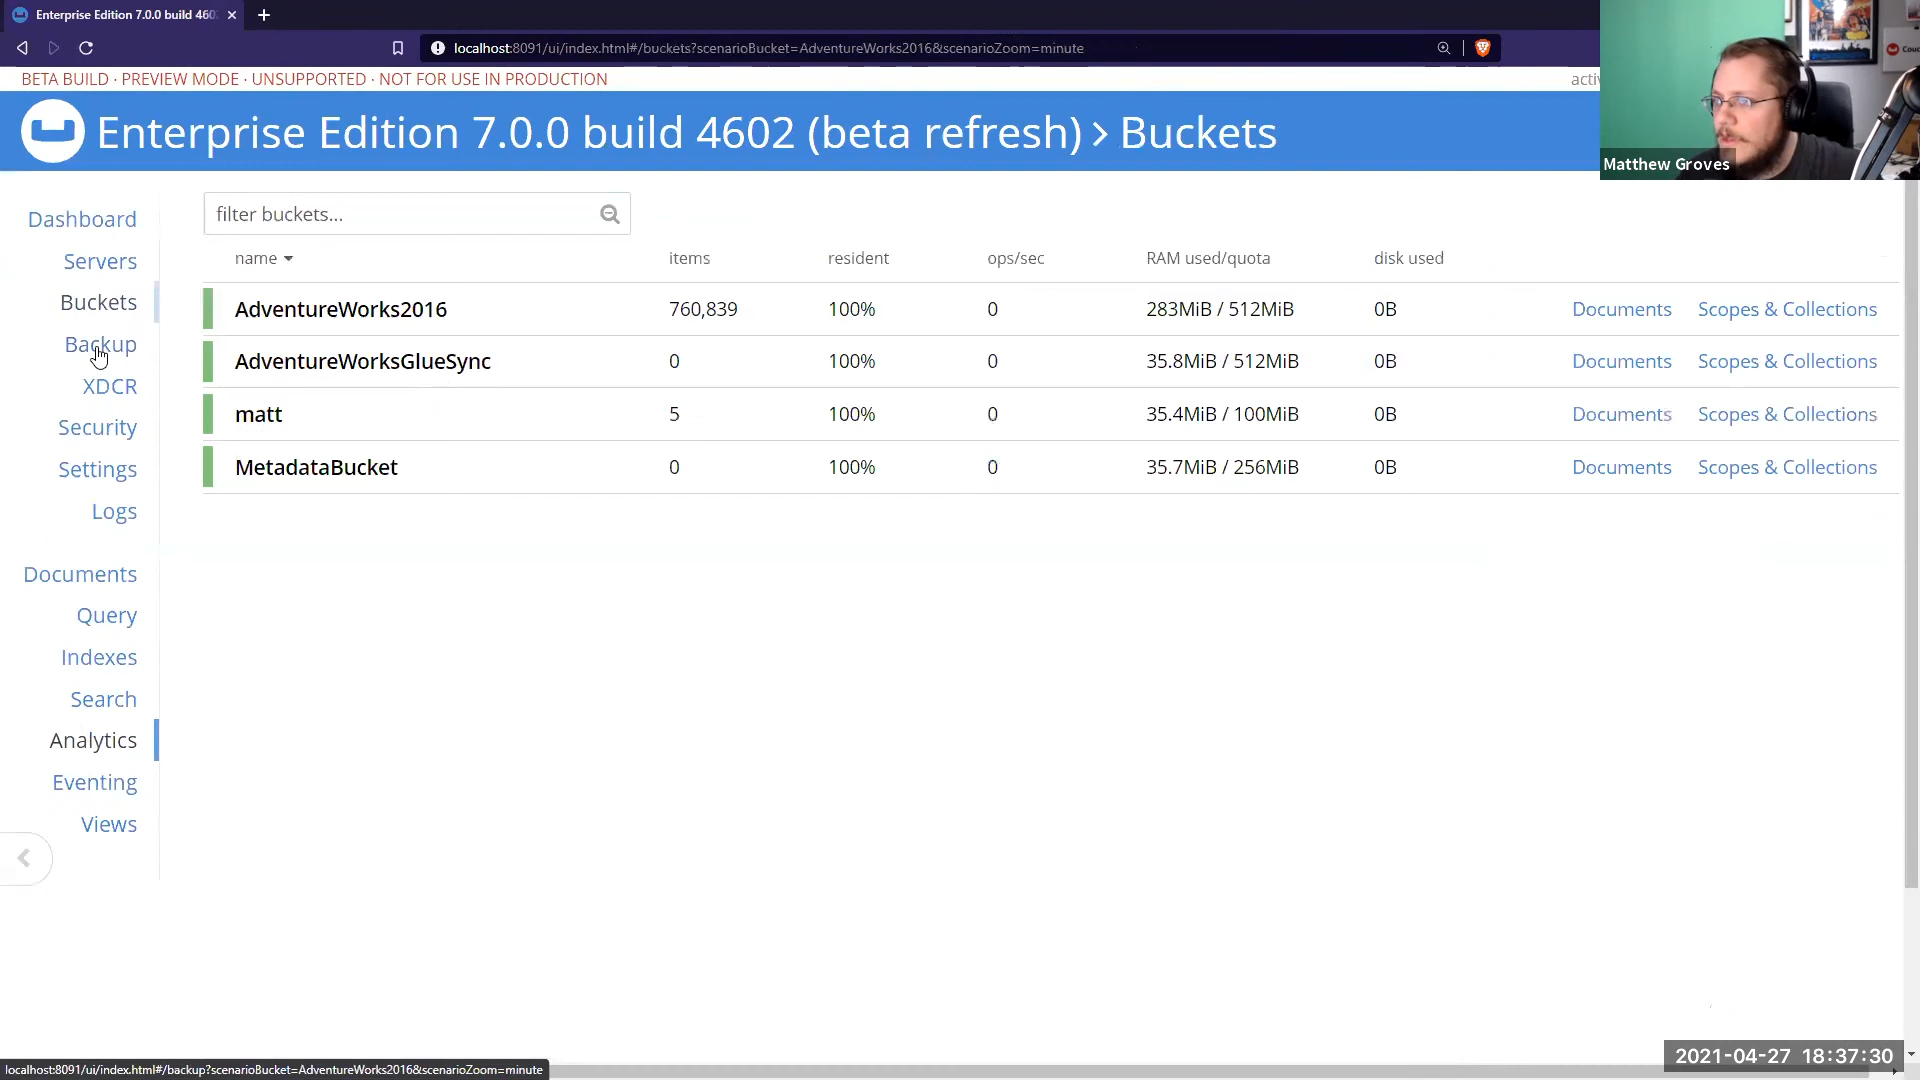 Enterprise Edition 7.0.0 build 460
localhost:8091/ui/index.html#/buckets?scenarioBucket=AdventureWorks2016&scenarioZoom=minute
BETA BUILD · PREVIEW MODE · UNSUPPORTED · NOT FOR USE IN PRODUCTION
activ
Enterprise Edition 7.0.0 build 4602 (beta refresh) › Buckets
Matthew Groves
Dashboard
Servers
Buckets
Backup
XDCR
Security
Settings
Logs
Documents
Query
Indexes
Search
Analytics
Eventing
Views
filter buckets...
name items resident ops/sec RAM used/quota disk used
AdventureWorks2016 760,839 100% 0 283MiB / 512MiB 0B Documents Scopes & Collections
AdventureWorksGlueSync 0 100% 0 35.8MiB / 512MiB 0B Documents Scopes & Collections
matt 5 100% 0 35.4MiB / 100MiB 0B Documents Scopes & Collections
MetadataBucket 0 100% 0 35.7MiB / 256MiB 0B Documents Scopes & Collections
localhost:8091/ui/index.html#/backup?scenarioBucket=AdventureWorks2016&scenarioZoom=minute
2021-04-27 18:37:30